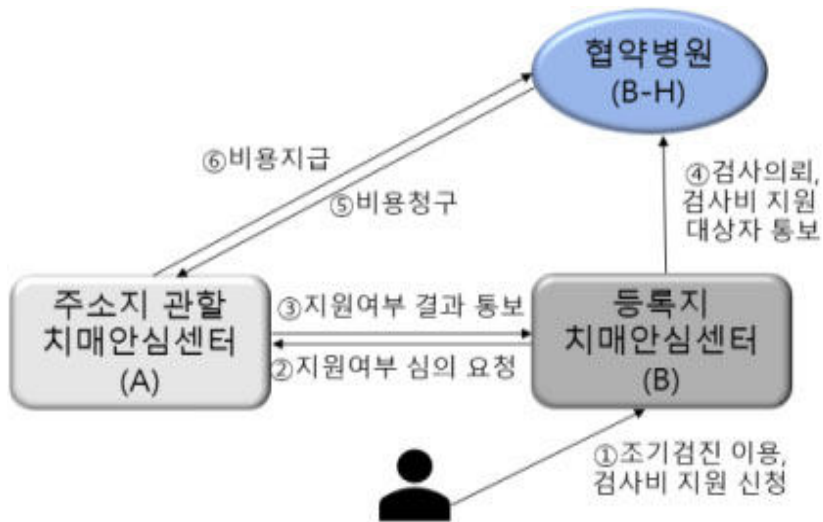 협약병원
(B-H)
⑥비용지급
⑤비용청구
④검사의뢰,
검사비 지원
대상자 통보
주소지 관할
치매안심센터
(A)
③지원여부 결과 통보
②지원여부 심의 요청
등록지
치매안심센터
(B)
①조기검진 이용,
검사비 지원 신청